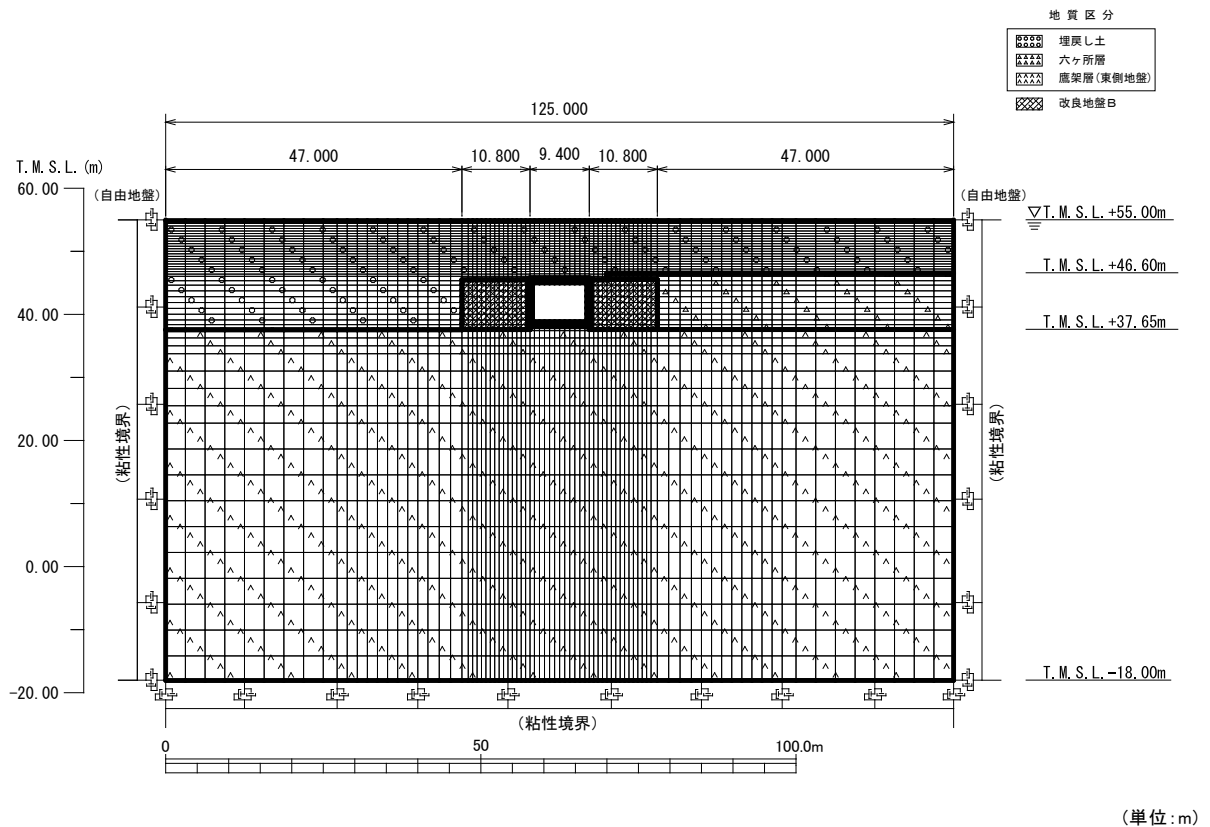 地質区分
埋戻し土
六ヶ所層
鷹架層(東側地盤)
改良地盤B
125.000
47.000 10.800 9.400 10.800 47.000
T.M.S.L.(m)
60.00
(自由地盤)
(自由地盤)
▽T.M.S.L.+55.00m
T.M.S.L.+46.60m
40.00
T.M.S.L.+37.65m
(粘性境界)
(粘性境界)
20.00
0.00
-20.00
T.M.S.L.-18.00m
(粘性境界)
0 50 100.0m
(単位:m)